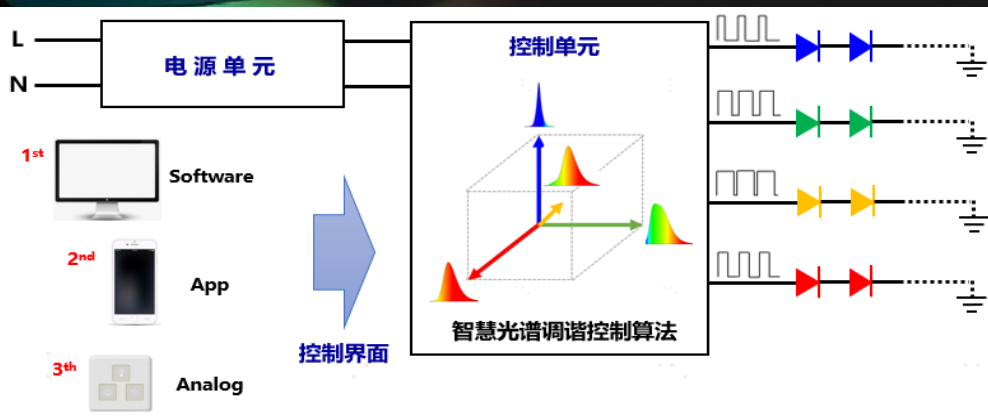 L
N
电源单元
控制单元
1st
Software
2nd
App
3th
Analog
控制界面
智慧光谱调谐控制算法